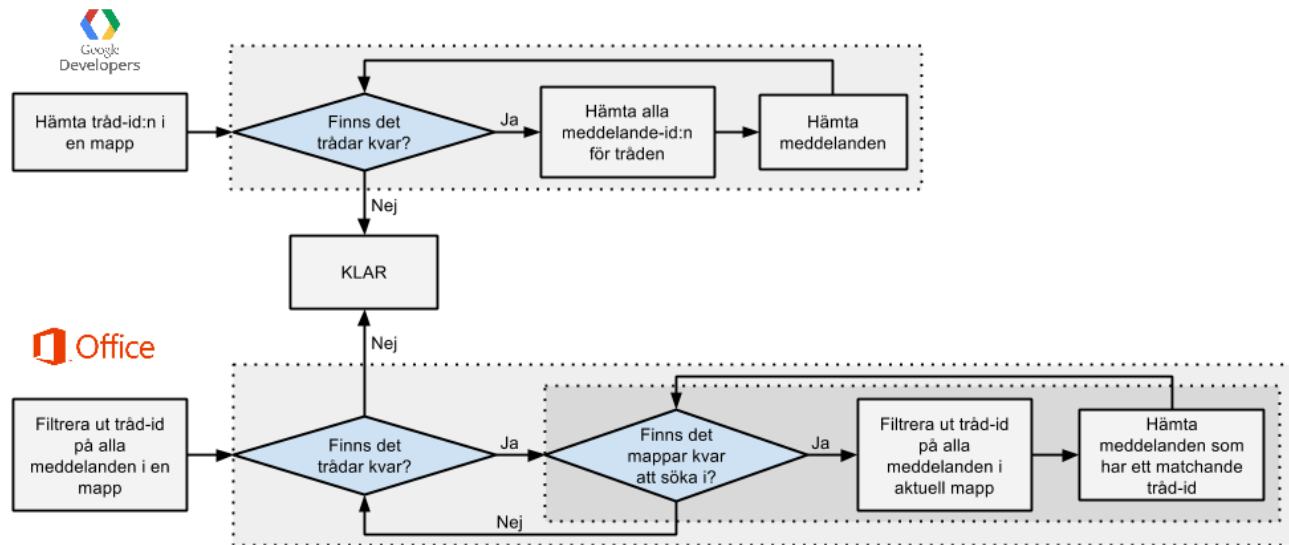 Google
Developers
Hämta tråd-id:n i
en mapp
Finns det
trådar kvar?
Ja
Hämta alla
meddelande-id:n
för tråden
Hämta
meddelanden
Nej
KLAR
Nej
Office
Filtrera ut tråd-id
på alla
meddelanden i en
mapp
Finns det
trådar kvar?
Ja
Finns det
mappar kvar
att söka i?
Ja
Filtrera ut tråd-id
på alla
meddelanden i
aktuell mapp
Hämta
meddelanden som
har ett matchande
tråd-id
Nej